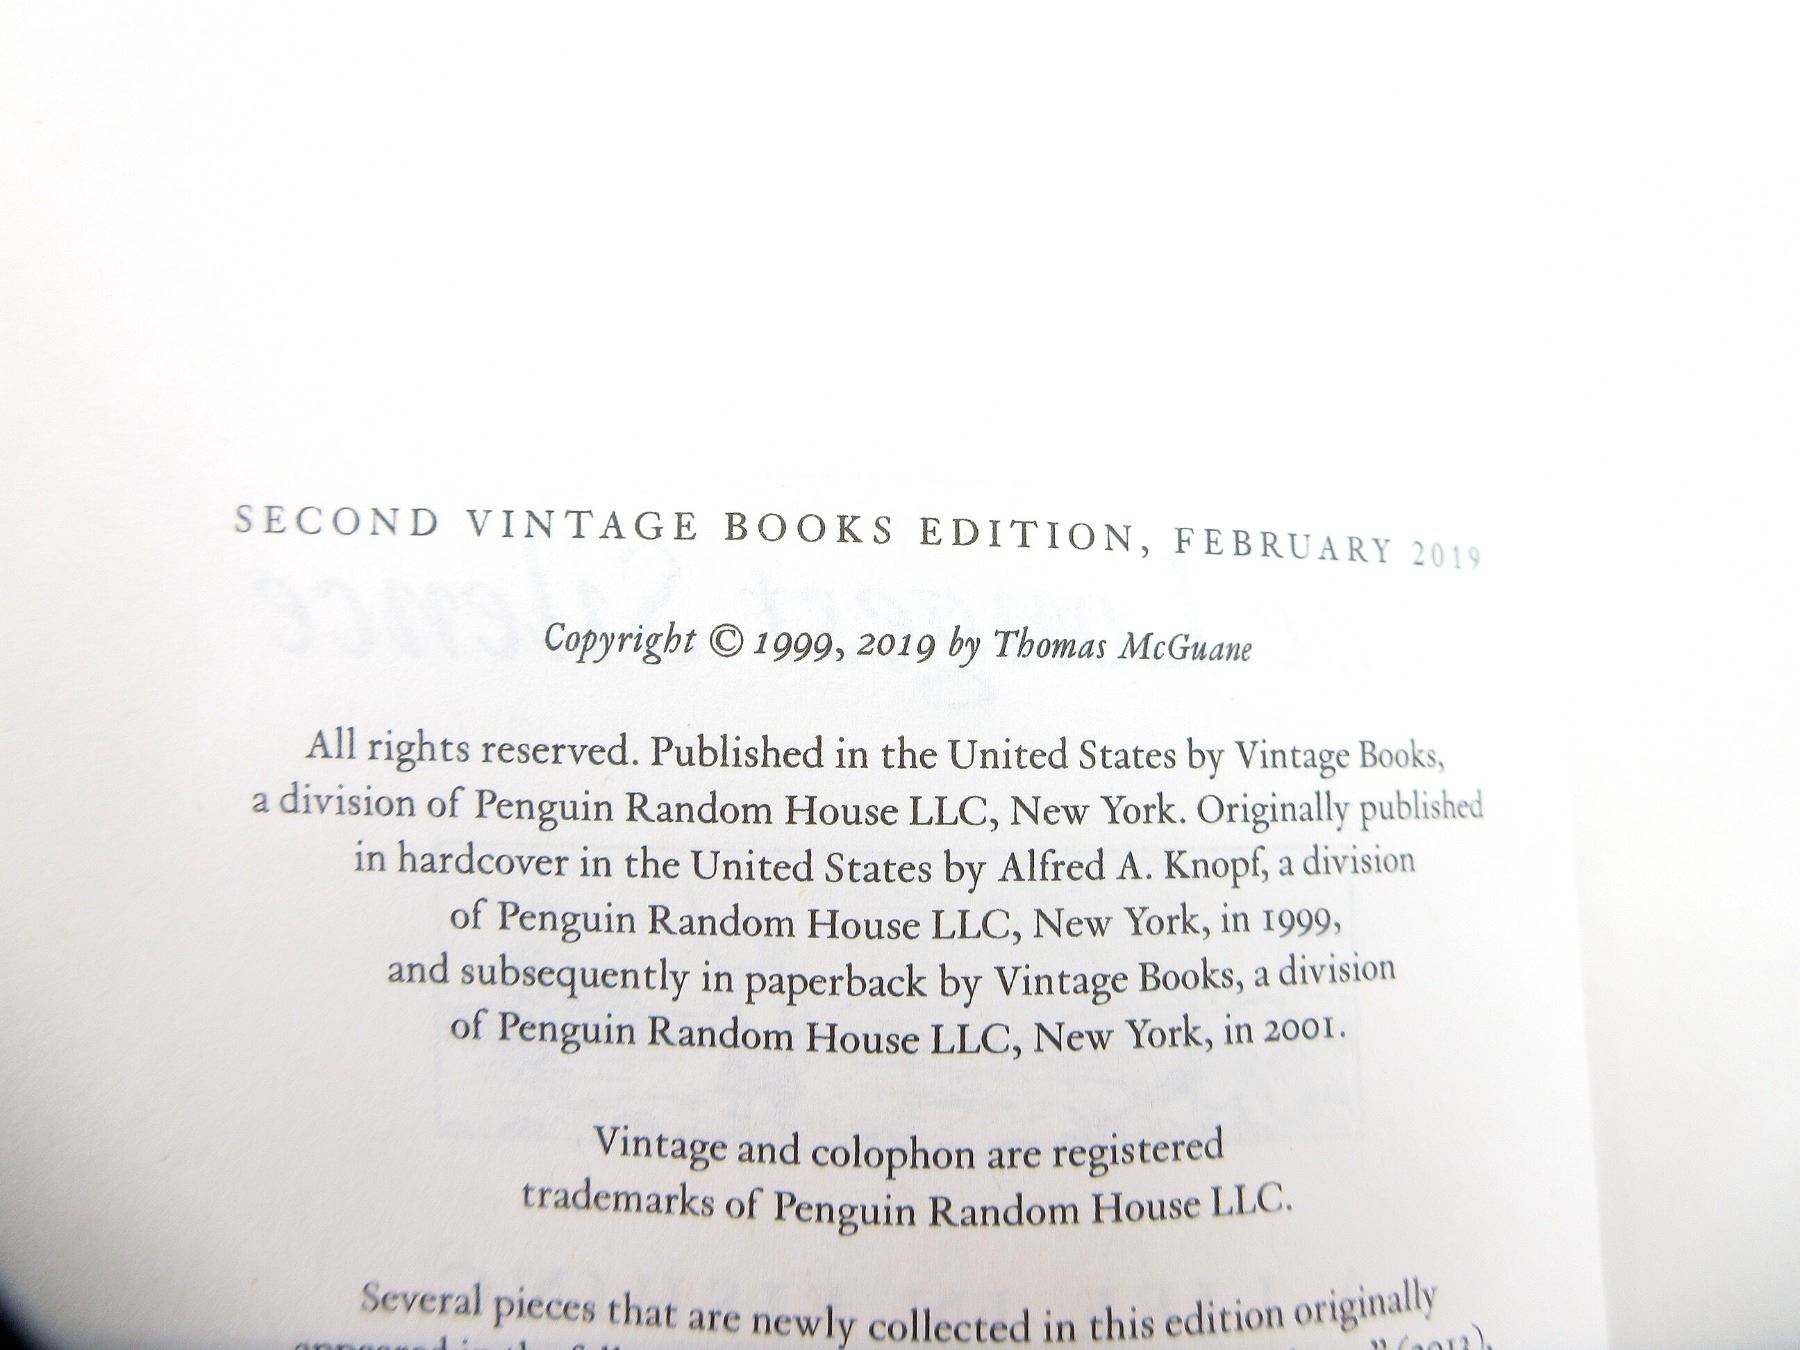 SECOND VINTAGE BOOKS EDITION, FEBRUARY 2019
Copyright © 1999, 2019 by Thomas McGuane
All rights reserved. Published in the United States by Vintage Books,
a division of Penguin Random House LLC, New York. Originally published
in hardcover in the United States by Alfred A. Knopf, a division
of Penguin Random House LLC, New York, in 1999,
and subsequently in paperback by Vintage Books, a division
of Penguin Random House LLC, New York, in 2001.
Vintage and colophon are registered
trademarks of Penguin Random House LLC.
Several pieces that are newly collected in this edition originally